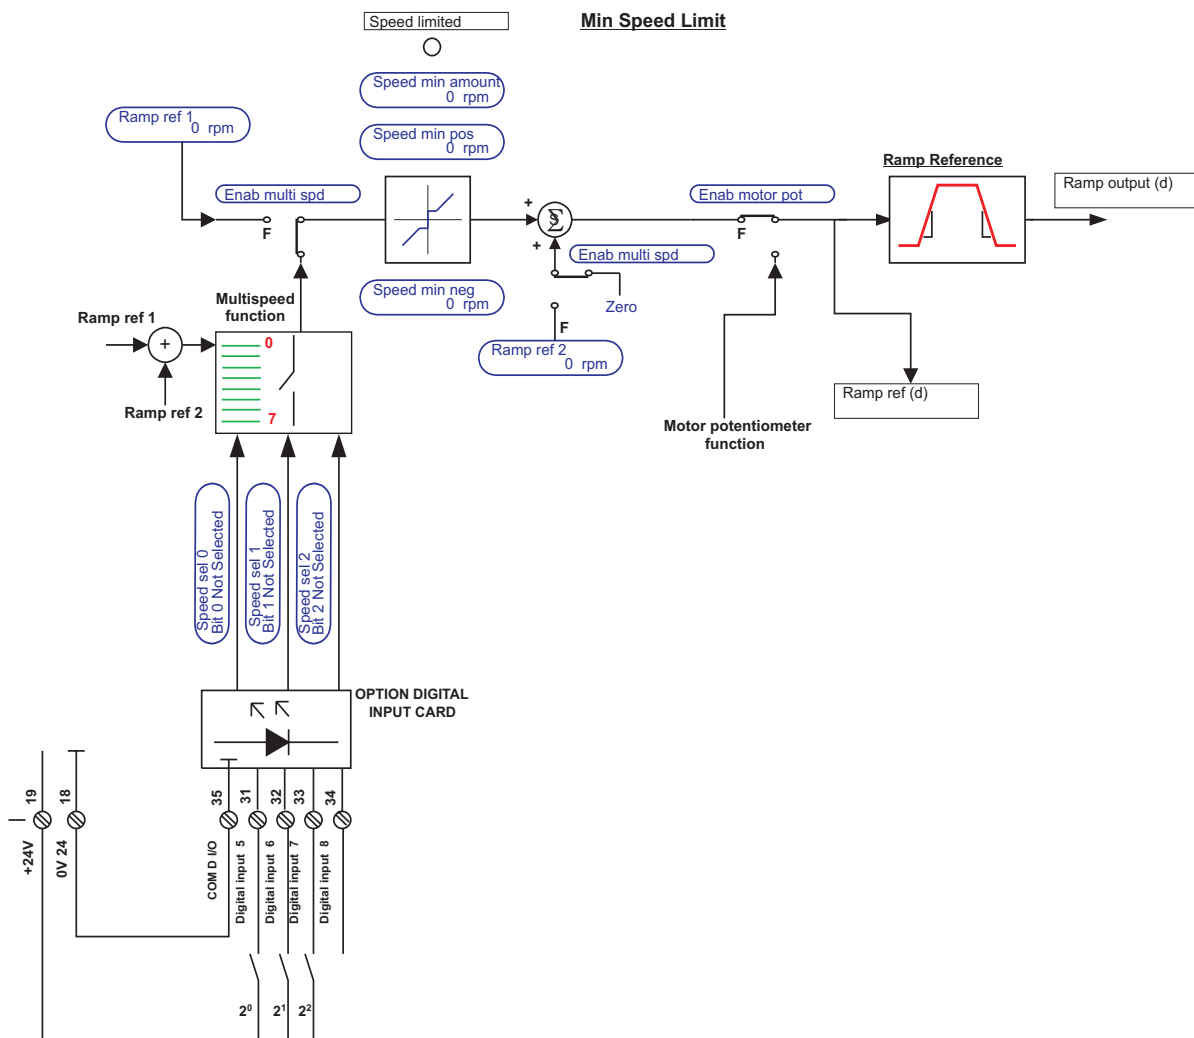 Min Speed Limit
Speed limited
Speed min amount
0 rpm
Ramp ref 1
0 rpm
Speed min pos
0 rpm
Enab multi spd
F
Speed min neg
0 rpm
+
+
Σ
S
Enab multi spd
Zero
F
Ramp ref 2
0 rpm
Enab motor pot
F
Ramp Reference
Ramp output (d)
Ramp ref (d)
Motor potentiometer
function
Multispeed
function
Ramp ref 1
+
Ramp ref 2
0
7
Speed sel 0
Bit 0 Not Selected
Speed sel 1
Bit 1 Not Selected
Speed sel 2
Bit 2 Not Selected
OPTION DIGITAL
INPUT CARD
19
18
35
31
32
33
34
+24V
0V 24
COM D I/O
Digital input 5
Digital input 6
Digital input 7
Digital input 8
2⁰
2¹
2²